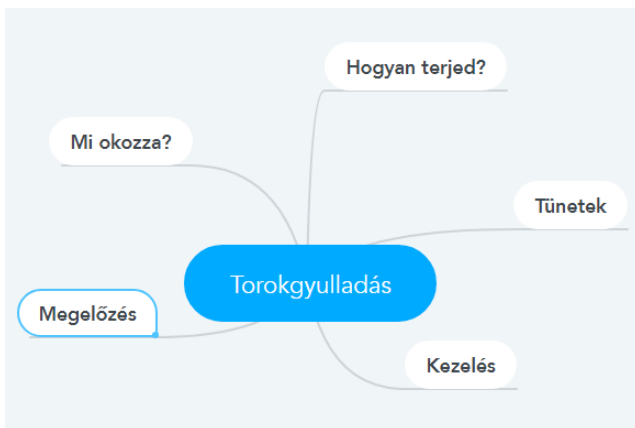 Hogyan terjed?
Mi okozza?
Tünetek
Torokgyulladás
Megelőzés
Kezelés